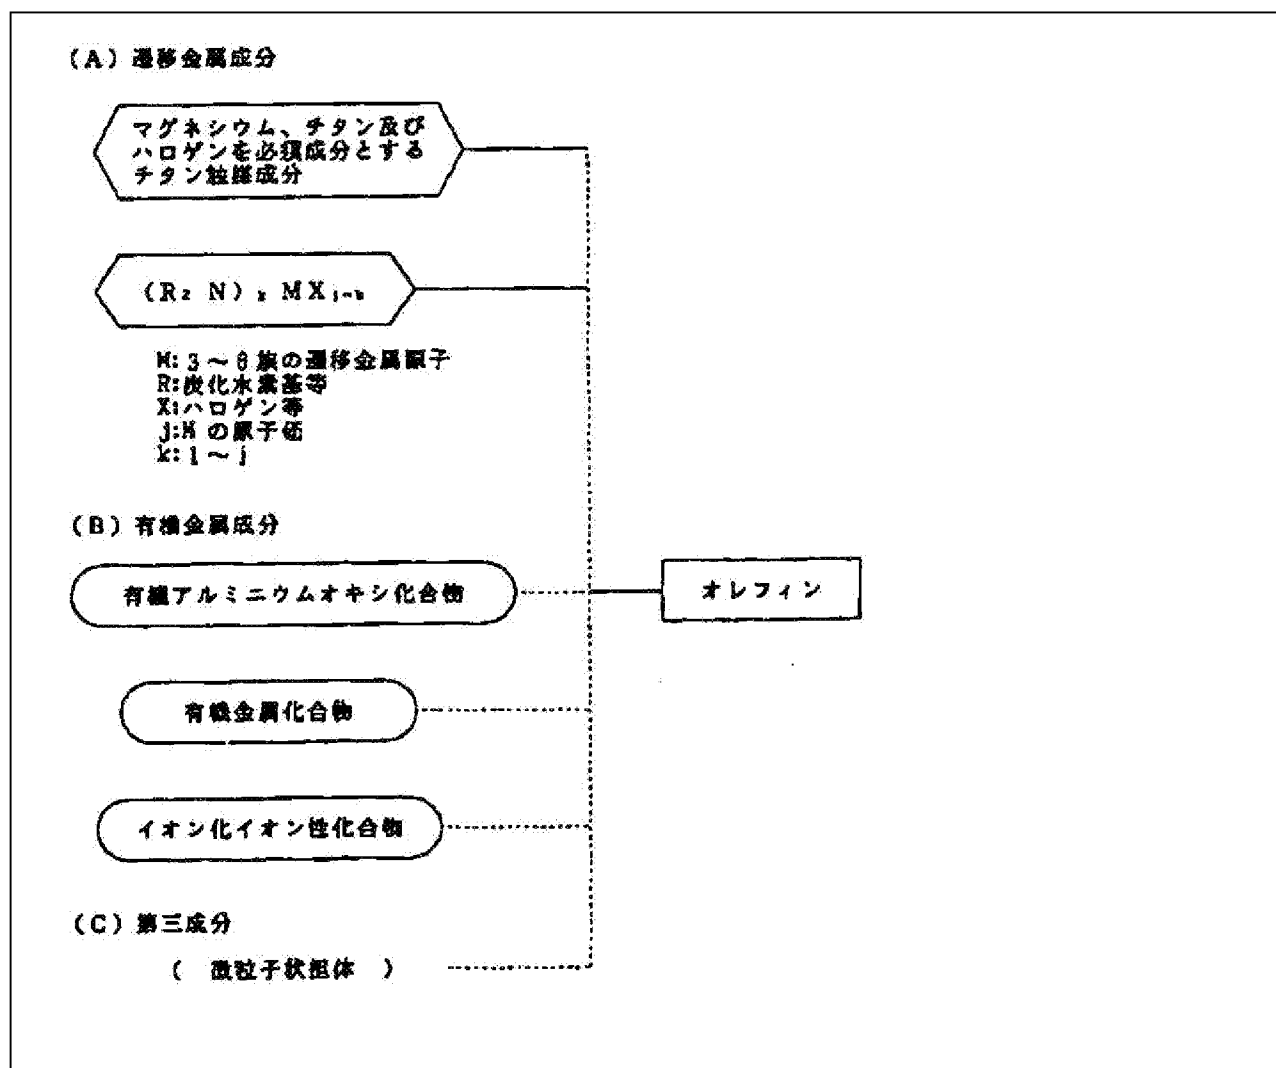 (A) 遷移金属成分
マグネシウム、チタン及び
ハロゲンを必須成分とする
チタン触媒成分
(R₂ N)ₖ MXⱼ₋ₖ
M: 3～6 族の遷移金属原子
R:炭化水素基等
X:ハロゲン等
j:M の原子価
k: 1～j
(B) 有機金属成分
有機アルミニウムオキシ化合物
オレフィン
有機金属化合物
イオン化イオン性化合物
(C) 第三成分
( 微粒子状担体 )